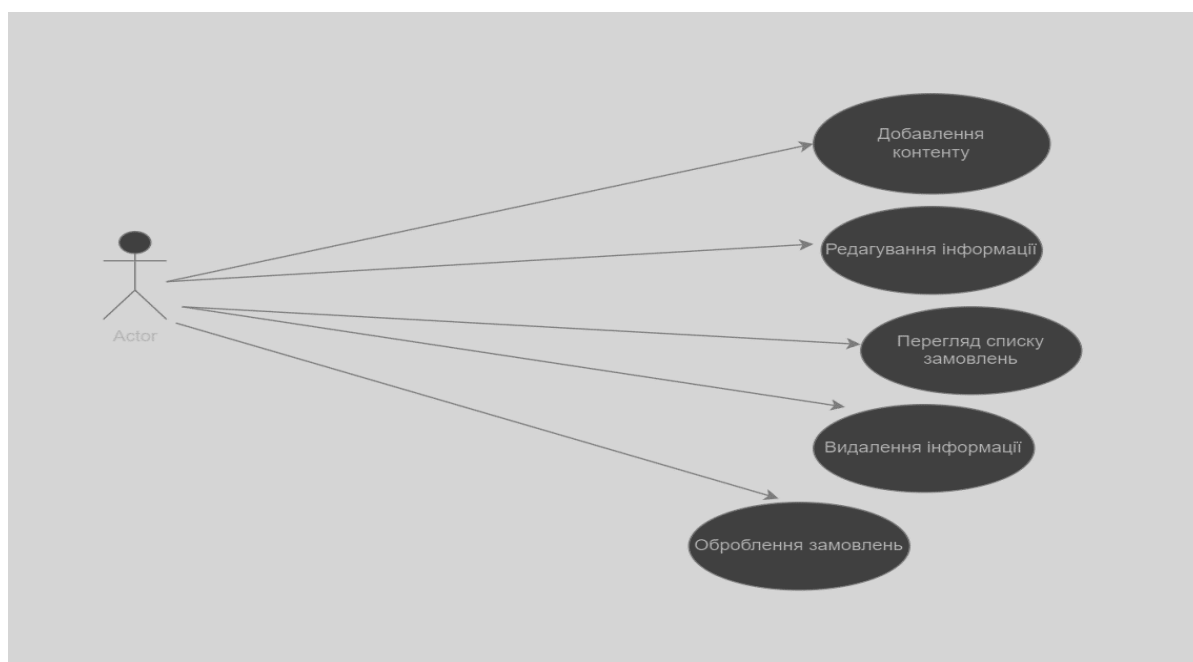 Добавлення
контенту
Редагування інформації
Actor
Перегляд списку
замовлень
Видалення інформації
Оброблення замовлень